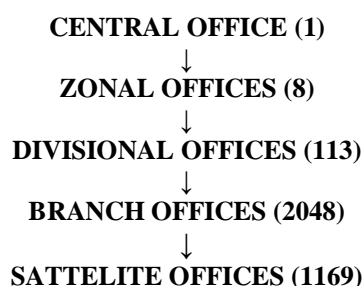 CENTRAL OFFICE (1)
↓
ZONAL OFFICES (8)
↓
DIVISIONAL OFFICES (113)
↓
BRANCH OFFICES (2048)
↓
SATTELITE OFFICES (1169)